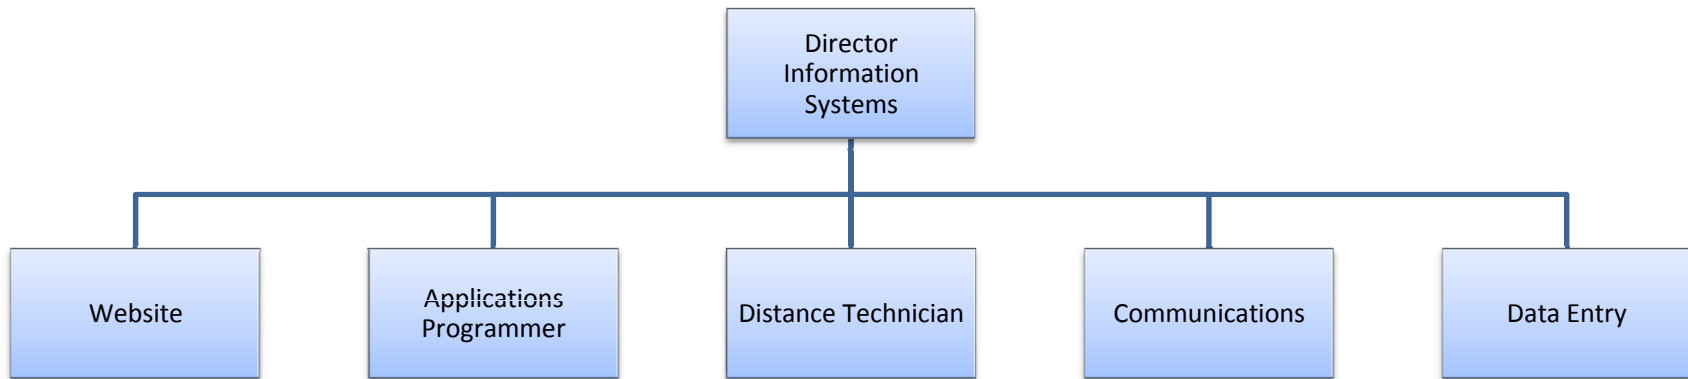 Director
Information
Systems
Website
Applications
Programmer
Distance Technician
Communications
Data Entry